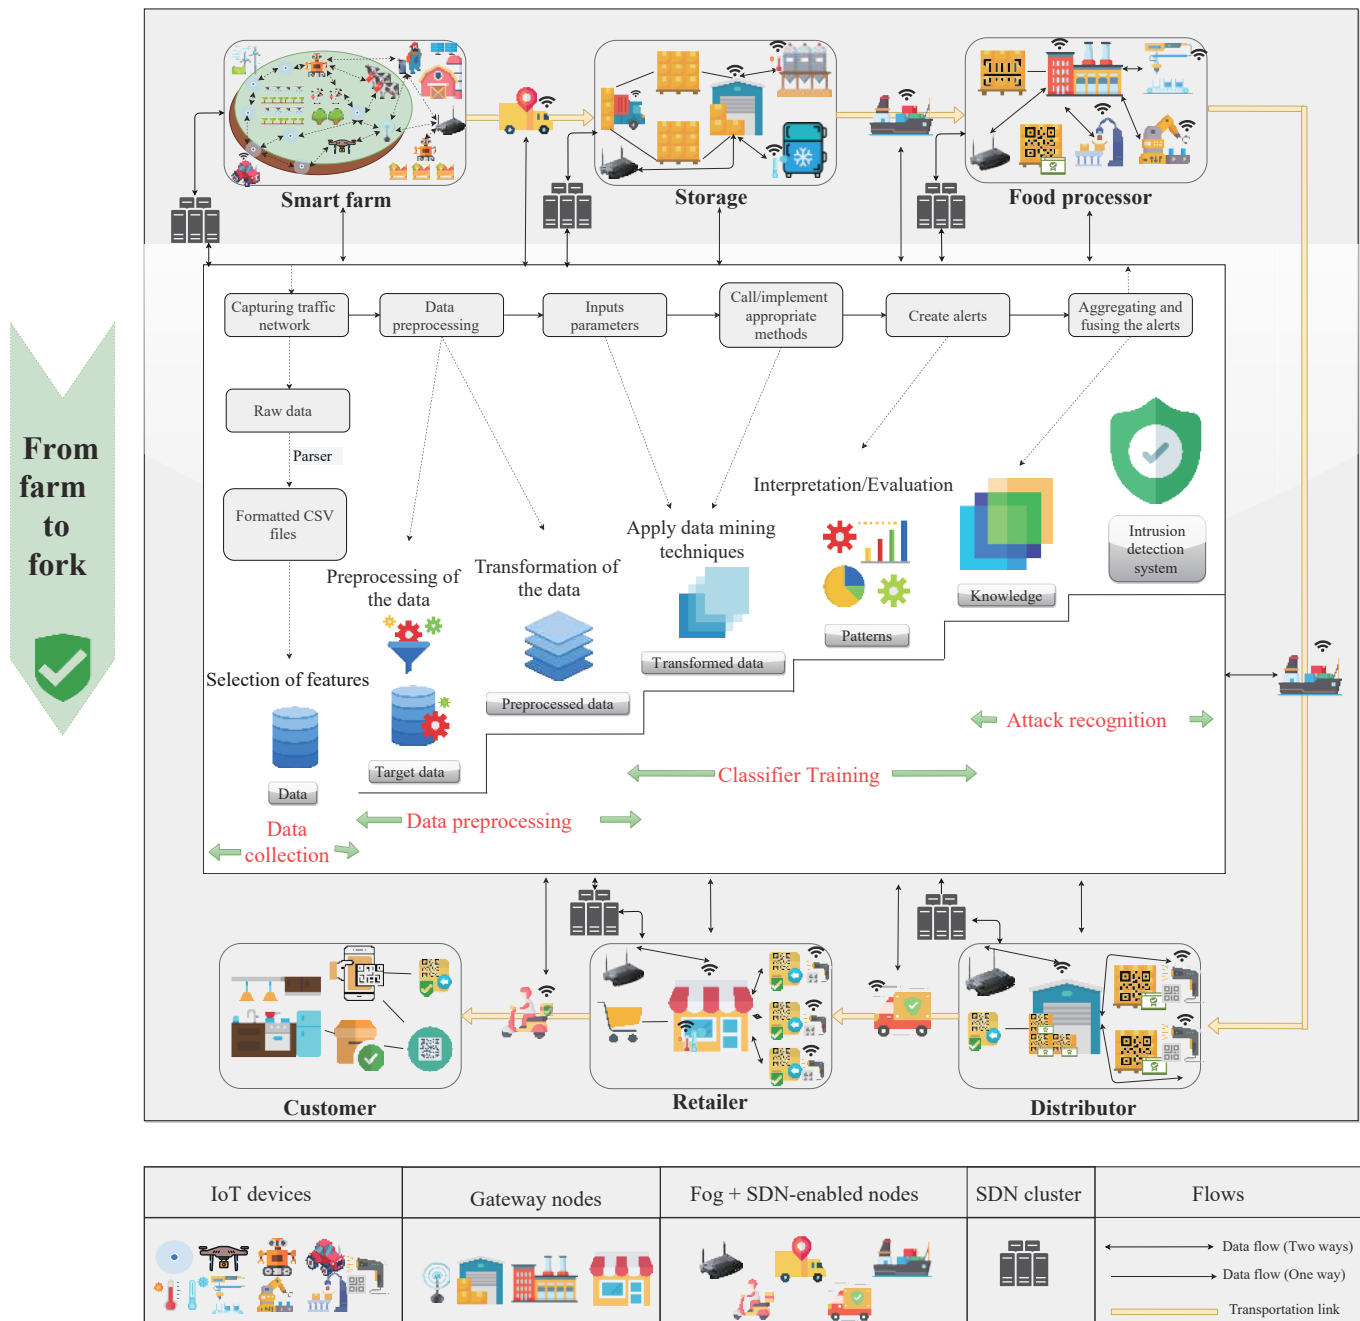 Smart farm
Storage
Food processor
Capturing traffic
network
Data
preprocessing
Inputs
parameters
Call/implement
appropriate
methods
Create alerts
Aggregating and
fusing the alerts
Raw data
Parser
Formatted CSV
files
From
farm
to
fork
Interpretation/Evaluation
Apply data mining
techniques
Transformation of
the data
Preprocessing of
the data
Selection of features
Intrusion
detection
system
Knowledge
Patterns
Transformed data
Preprocessed data
Target data
Data
Attack recognition
Classifier Training
Data preprocessing
Data
collection
Customer
Retailer
Distributor
IoT devices
Gateway nodes
Fog + SDN-enabled nodes
SDN cluster
Flows
Data flow (Two ways)
Data flow (One way)
Transportation link